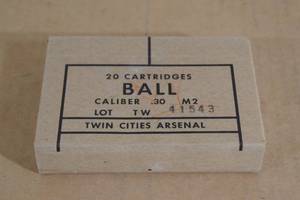 20 CARTRIDGES
BALL
CALIBER .30 M2
LOT TW 41543
TWIN CITIES ARSENAL